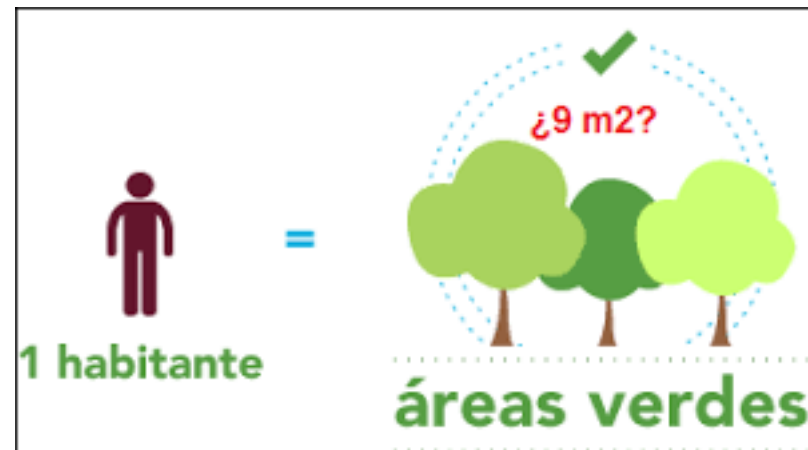 ¿9 m2?
=
1 habitante
áreas verdes